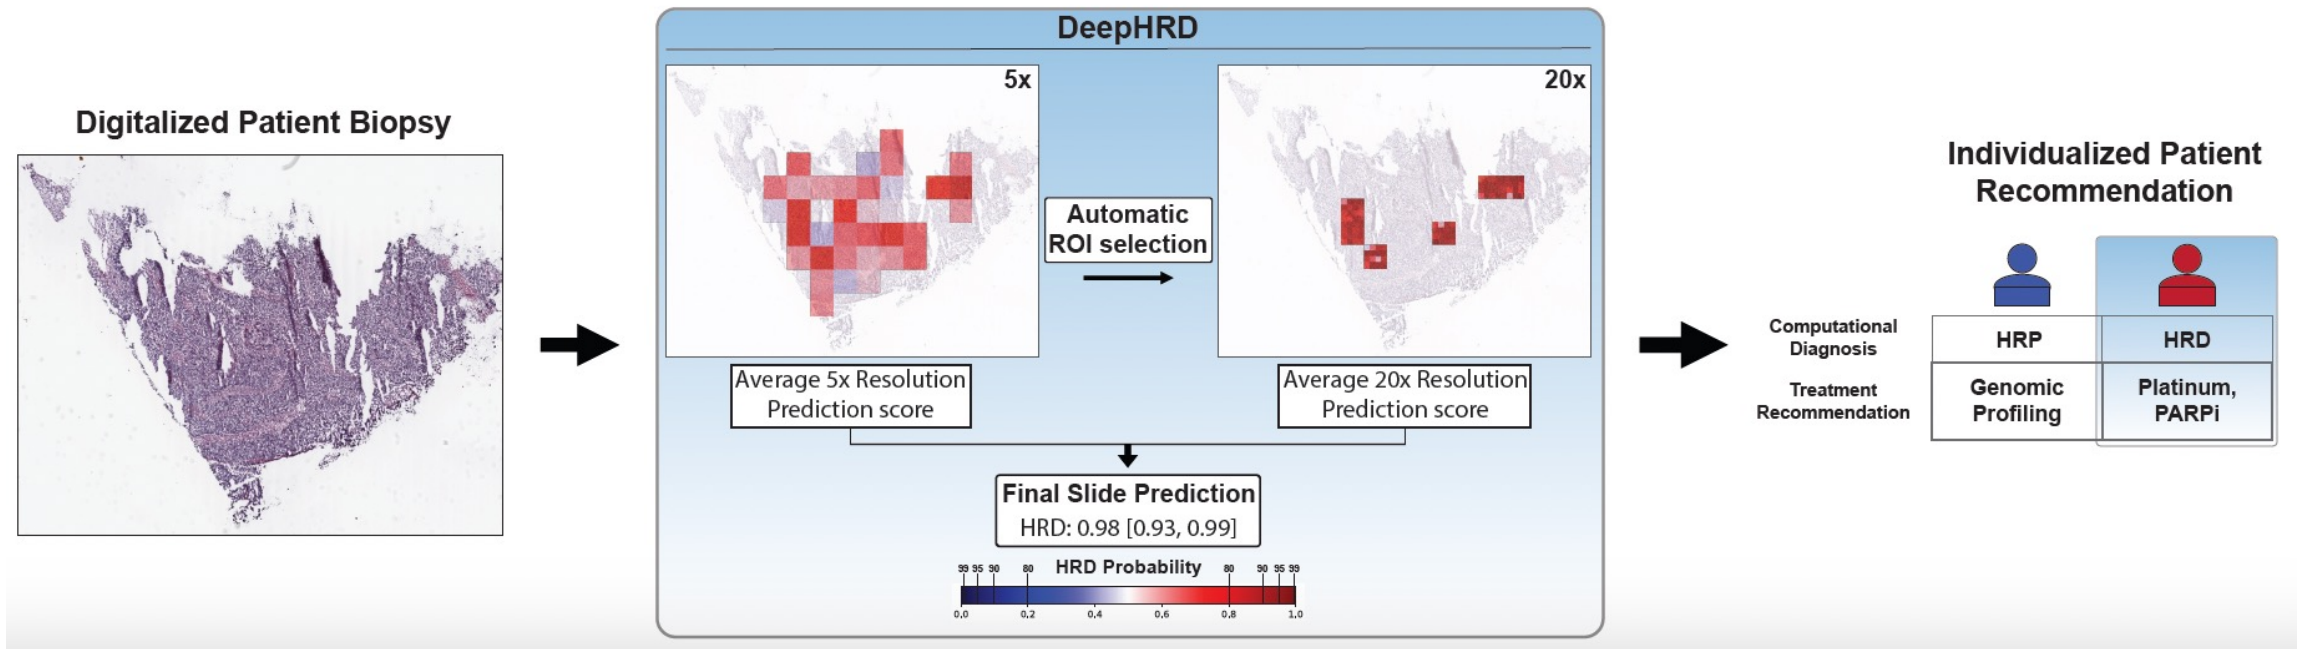 Digitalized Patient Biopsy
DeepHRD
5x
Automatic
ROI selection
20x
Average 5x Resolution
Prediction score
Average 20x Resolution
Prediction score
Final Slide Prediction
HRD: 0.98 [0.93, 0.99]
HRD Probability
99 95 90 80 80 90 95 99
0.0 0.2 0.4 0.6 0.8 1.0
Individualized Patient
Recommendation
Computational
Diagnosis
HRP
HRD
Treatment
Recommendation
Genomic
Profiling
Platinum,
PARPi